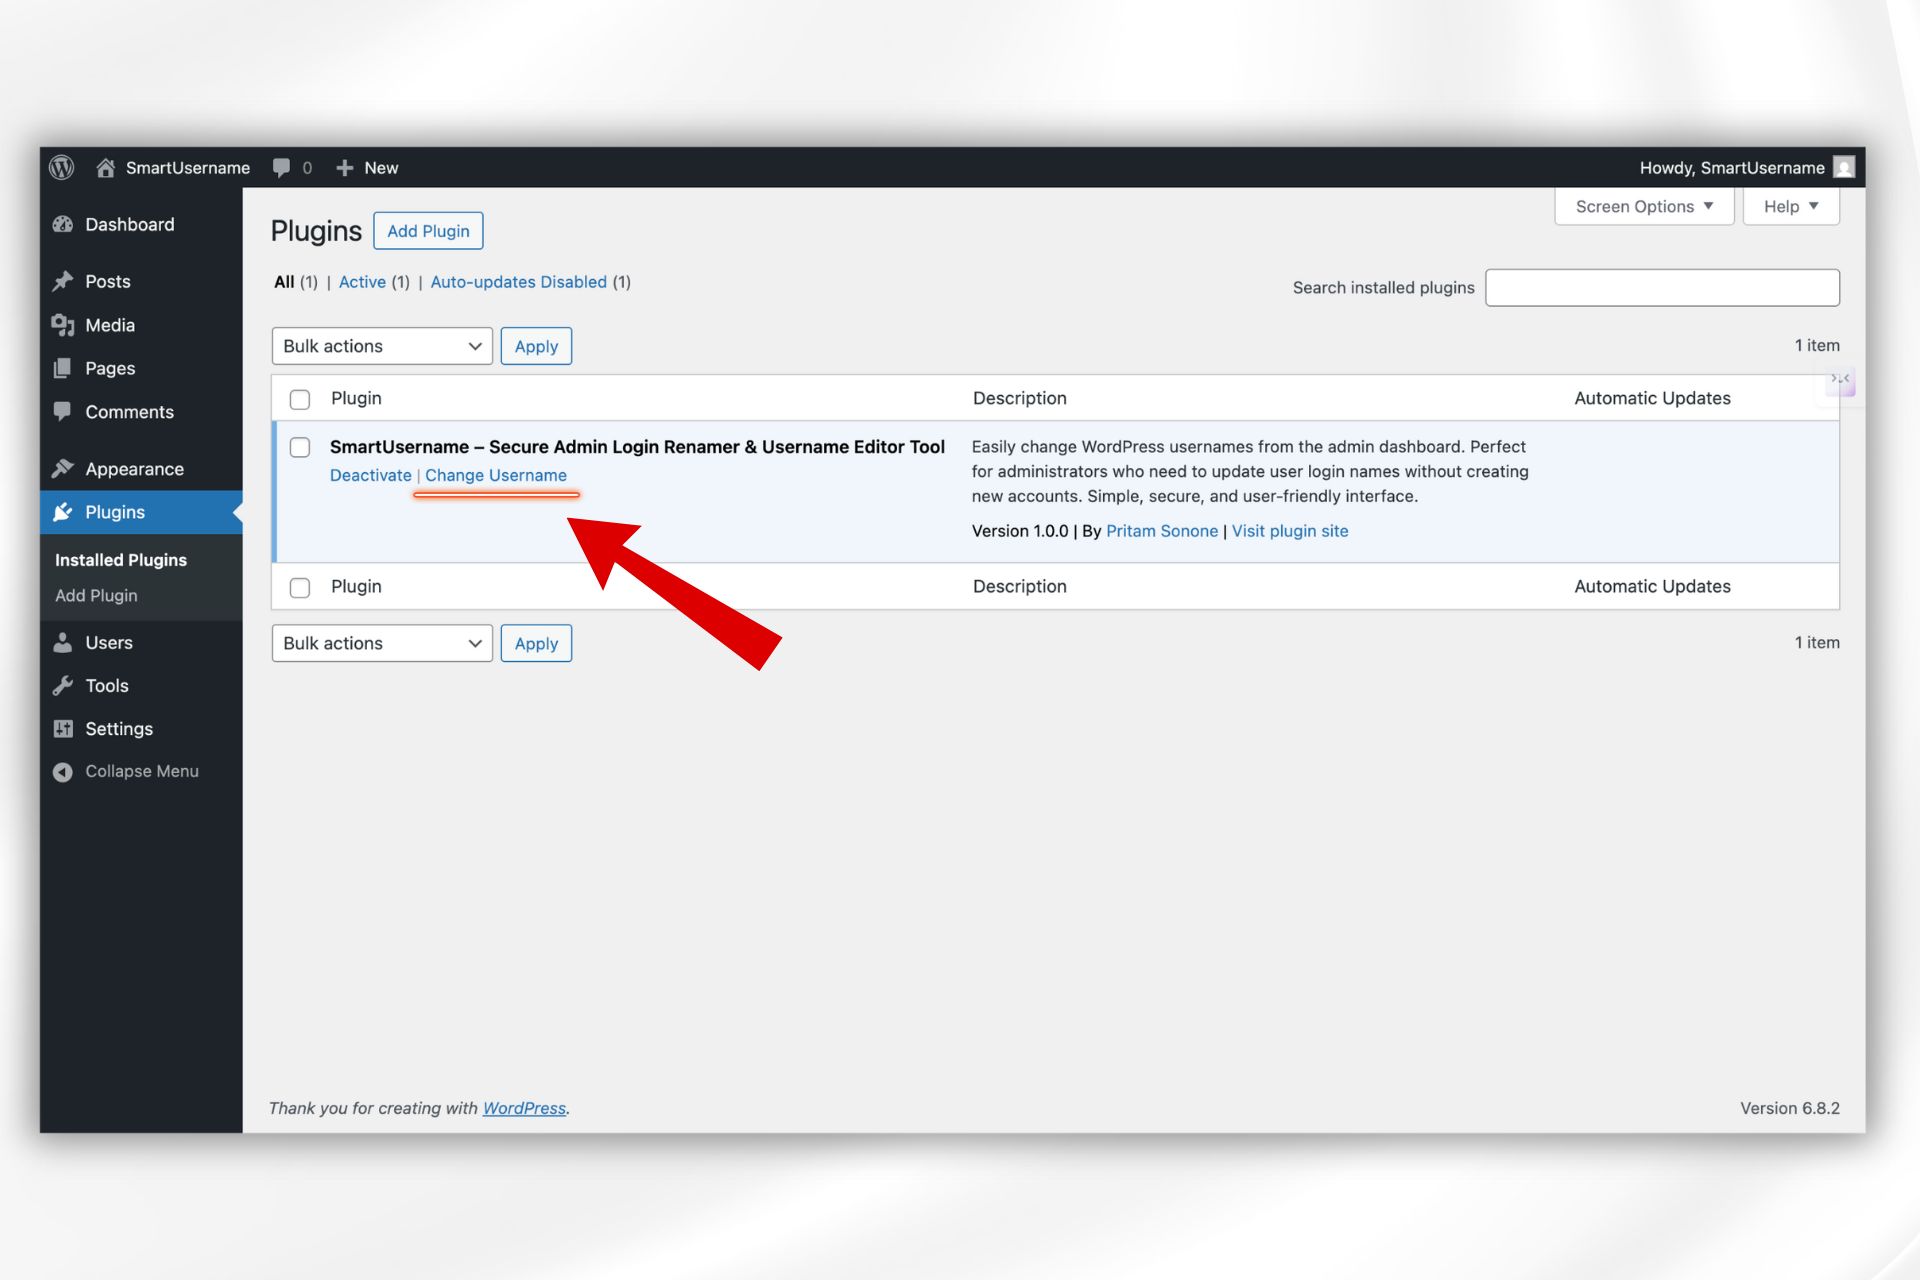 SmartUsername 0 New Howdy, SmartUsername
Dashboard
Posts
Media
Pages
Comments
Appearance
Plugins
Installed Plugins
Add Plugin
Users
Tools
Settings
Collapse Menu
Screen Options Help
Plugins Add Plugin
All (1) | Active (1) | Auto-updates Disabled (1)
Search installed plugins
Bulk actions Apply 1 item
Plugin Description Automatic Updates
SmartUsername – Secure Admin Login Renamer & Username Editor Tool
Deactivate | Change Username
Easily change WordPress usernames from the admin dashboard. Perfect
for administrators who need to update user login names without creating
new accounts. Simple, secure, and user-friendly interface.
Version 1.0.0 | By Pritam Sonone | Visit plugin site
Plugin Description Automatic Updates
Bulk actions Apply 1 item
Thank you for creating with WordPress. Version 6.8.2